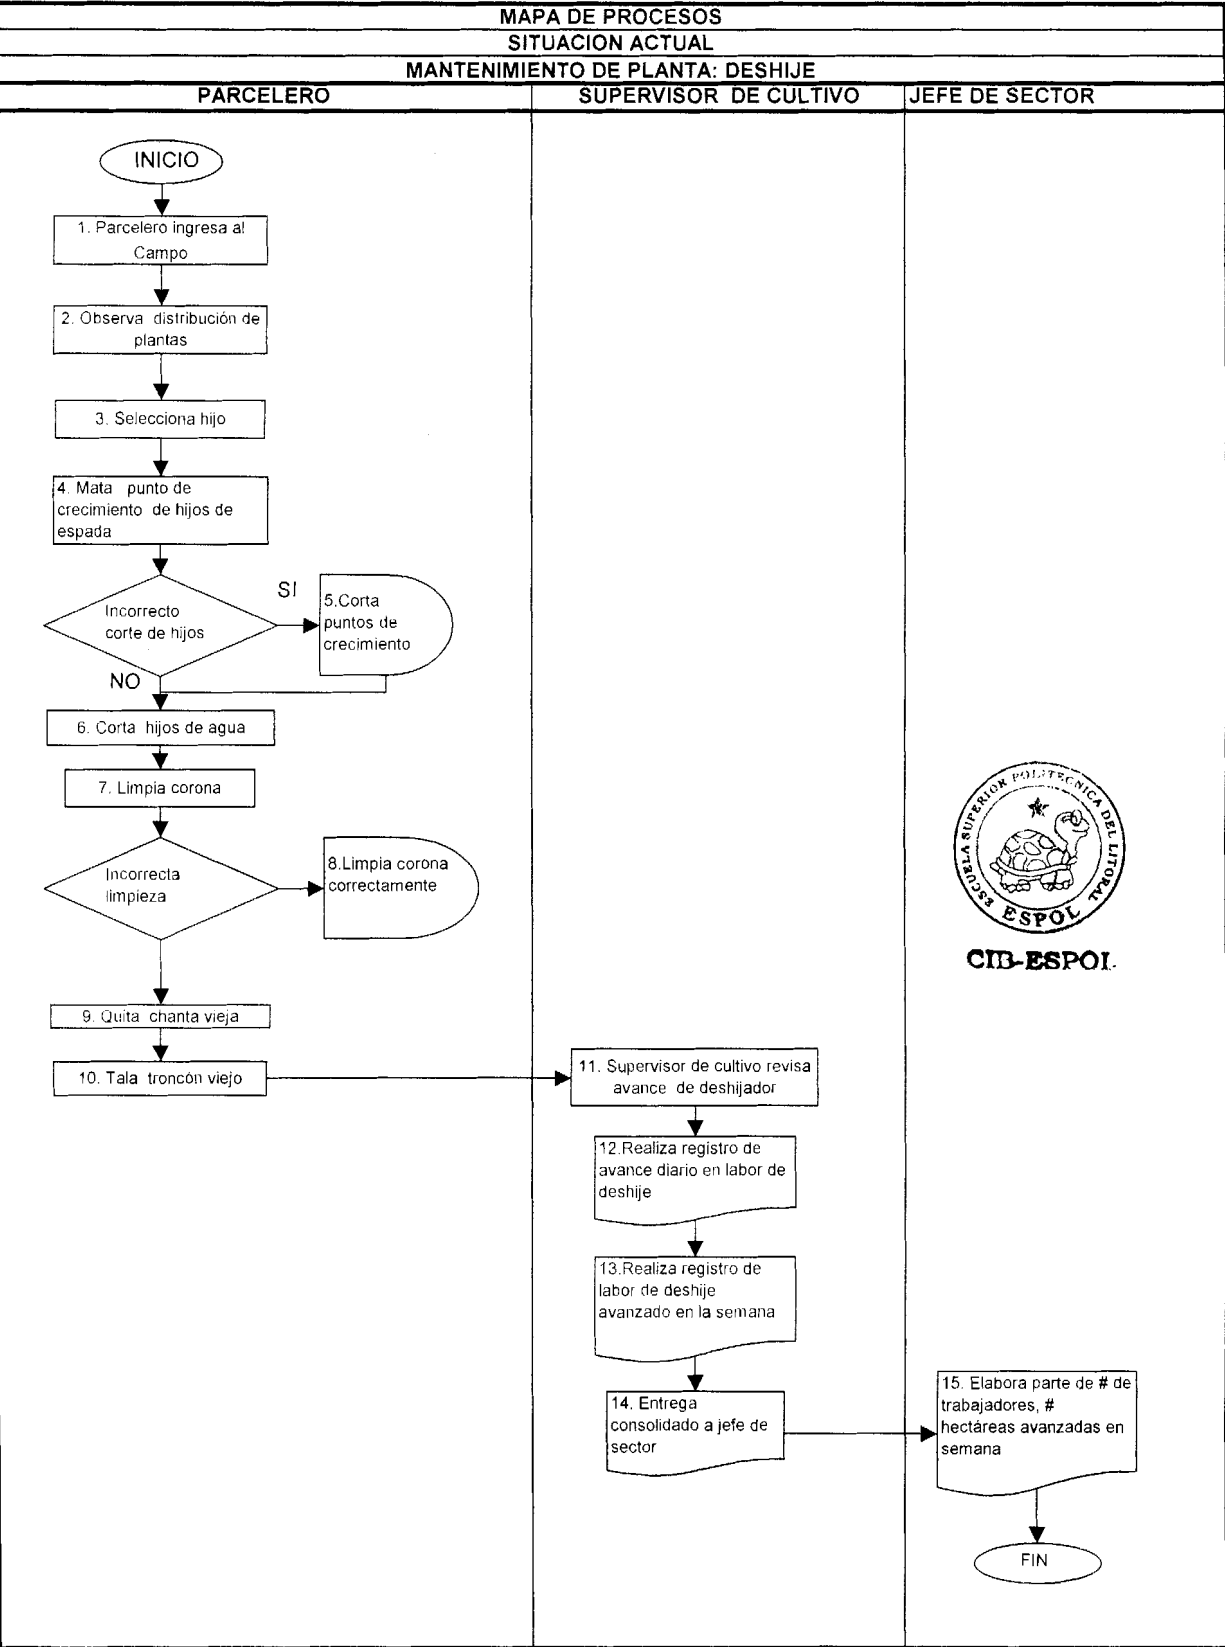 MAPA DE PROCESOS
SITUACION ACTUAL
MANTENIMIENTO DE PLANTA: DESHIJE
PARCELERO
SUPERVISOR DE CULTIVO
JEFE DE SECTOR
INICIO
1. Parcelero ingresa al
Campo
2. Observa distribución de
plantas
3. Selecciona hijo
4. Mata punto de
crecimiento de hijos de
espada
Incorrecto
corte de hijos
SI
5.Corta
puntos de
crecimiento
NO
6. Corta hijos de agua
7. Limpia corona
Incorrecta
limpieza
8.Limpia corona
correctamente
9. Quita chanta vieja
10. Tala troncón viejo
11. Supervisor de cultivo revisa
avance de deshijador
12.Realiza registro de
avance diario en labor de
deshije
13.Realiza registro de
labor de deshije
avanzado en la semana
14. Entrega
consolidado a jefe de
sector
15. Elabora parte de # de
trabajadores, #
hectáreas avanzadas en
semana
FIN
ESCUELA SUPERIOR POLITECNICA DEL LITORAL
ESPOL
CIB-ESPOL